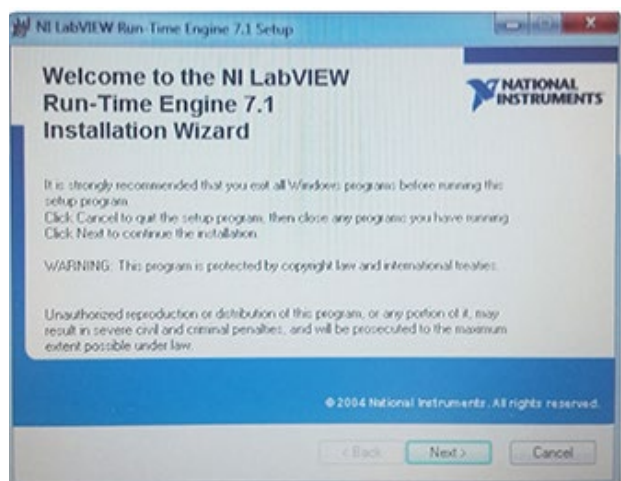 NI LabVIEW Run-Time Engine 7.1 Setup
Welcome to the NI LabVIEW
Run-Time Engine 7.1
Installation Wizard
NATIONAL
INSTRUMENTS
It is strongly recommended that you exit all Windows programs before running this
setup program.
Click Cancel to quit the setup program, then close any programs you have running.
Click Next to continue the installation.
WARNING: This program is protected by copyright law and international treaties.
Unauthorized reproduction or distribution of this program, or any portion of it, may
result in severe civil and criminal penalties, and will be prosecuted to the maximum
extent possible under law.
© 2004 National Instruments. All rights reserved.
< Back
Next >
Cancel